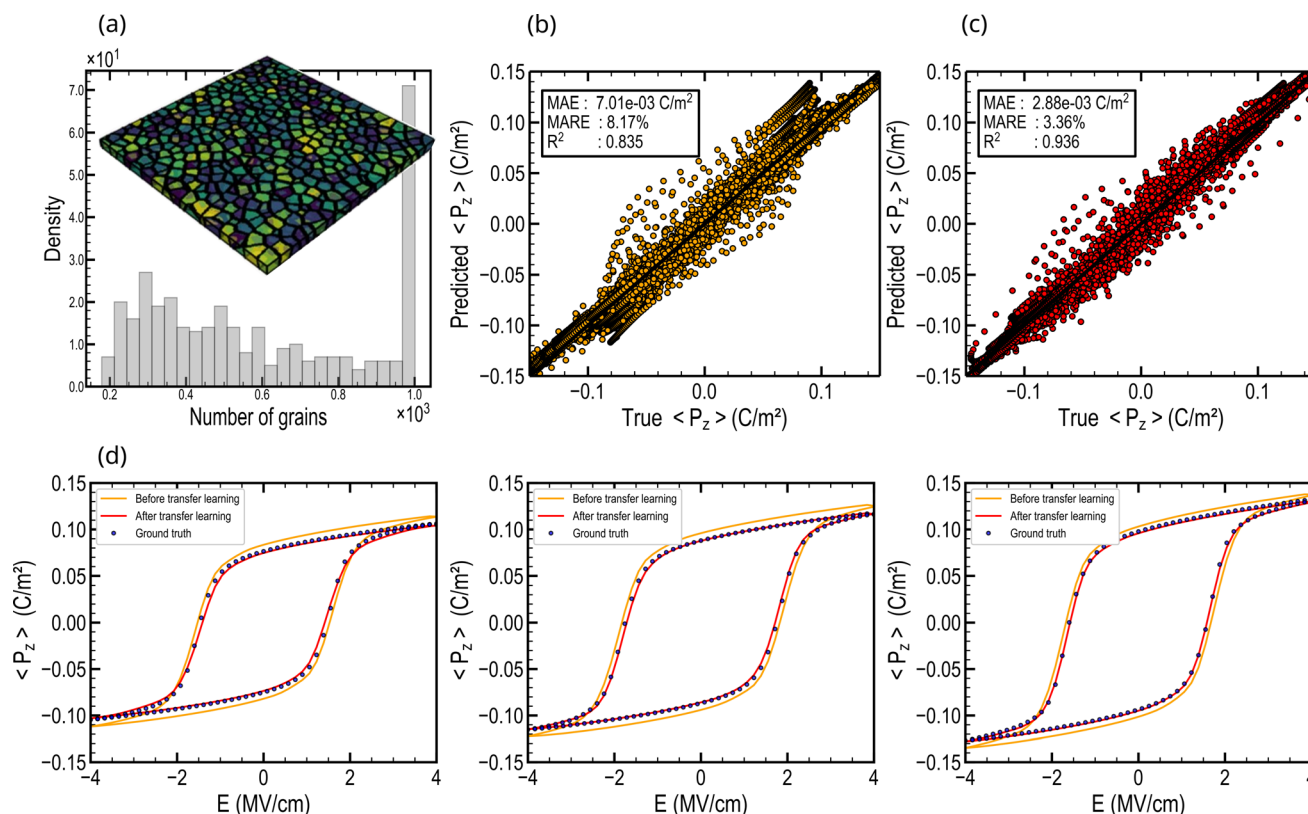 (a)
×10¹
7.0
6.0
5.0
4.0
3.0
2.0
1.0
0.0
Density
0.2
0.4
0.6
0.8
1.0
Number of grains
×10³
(b)
MAE : 7.01e-03 C/m²
MARE : 8.17%
R² : 0.835
0.15
0.10
0.05
0.00
−0.05
−0.10
−0.15
Predicted < P_z > (C/m²)
−0.1
0.0
0.1
True < P_z > (C/m²)
(c)
MAE : 2.88e-03 C/m²
MARE : 3.36%
R² : 0.936
0.15
0.10
0.05
0.00
−0.05
−0.10
−0.15
Predicted < P_z > (C/m²)
−0.1
0.0
0.1
True < P_z > (C/m²)
(d)
Before transfer learning
After transfer learning
Ground truth
0.15
0.10
0.05
0.00
−0.05
−0.10
−0.15
< P_z > (C/m²)
−4
−2
0
2
4
E (MV/cm)
Before transfer learning
After transfer learning
Ground truth
0.15
0.10
0.05
0.00
−0.05
−0.10
−0.15
< P_z > (C/m²)
−4
−2
0
2
4
E (MV/cm)
Before transfer learning
After transfer learning
Ground truth
0.15
0.10
0.05
0.00
−0.05
−0.10
−0.15
< P_z > (C/m²)
−4
−2
0
2
4
E (MV/cm)